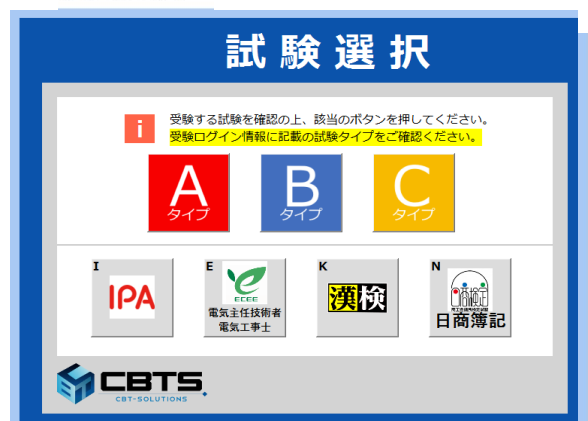 試験選択
i
受験する試験を確認の上、該当のボタンを押してください。
受験ログイン情報に記載の試験タイプをご確認ください。
A
タイプ
B
タイプ
C
タイプ
I
IPA
E
ECEE
電気主任技術者
電気工事士
K
漢検
N
日商簿記
CBTS
CBT-SOLUTIONS